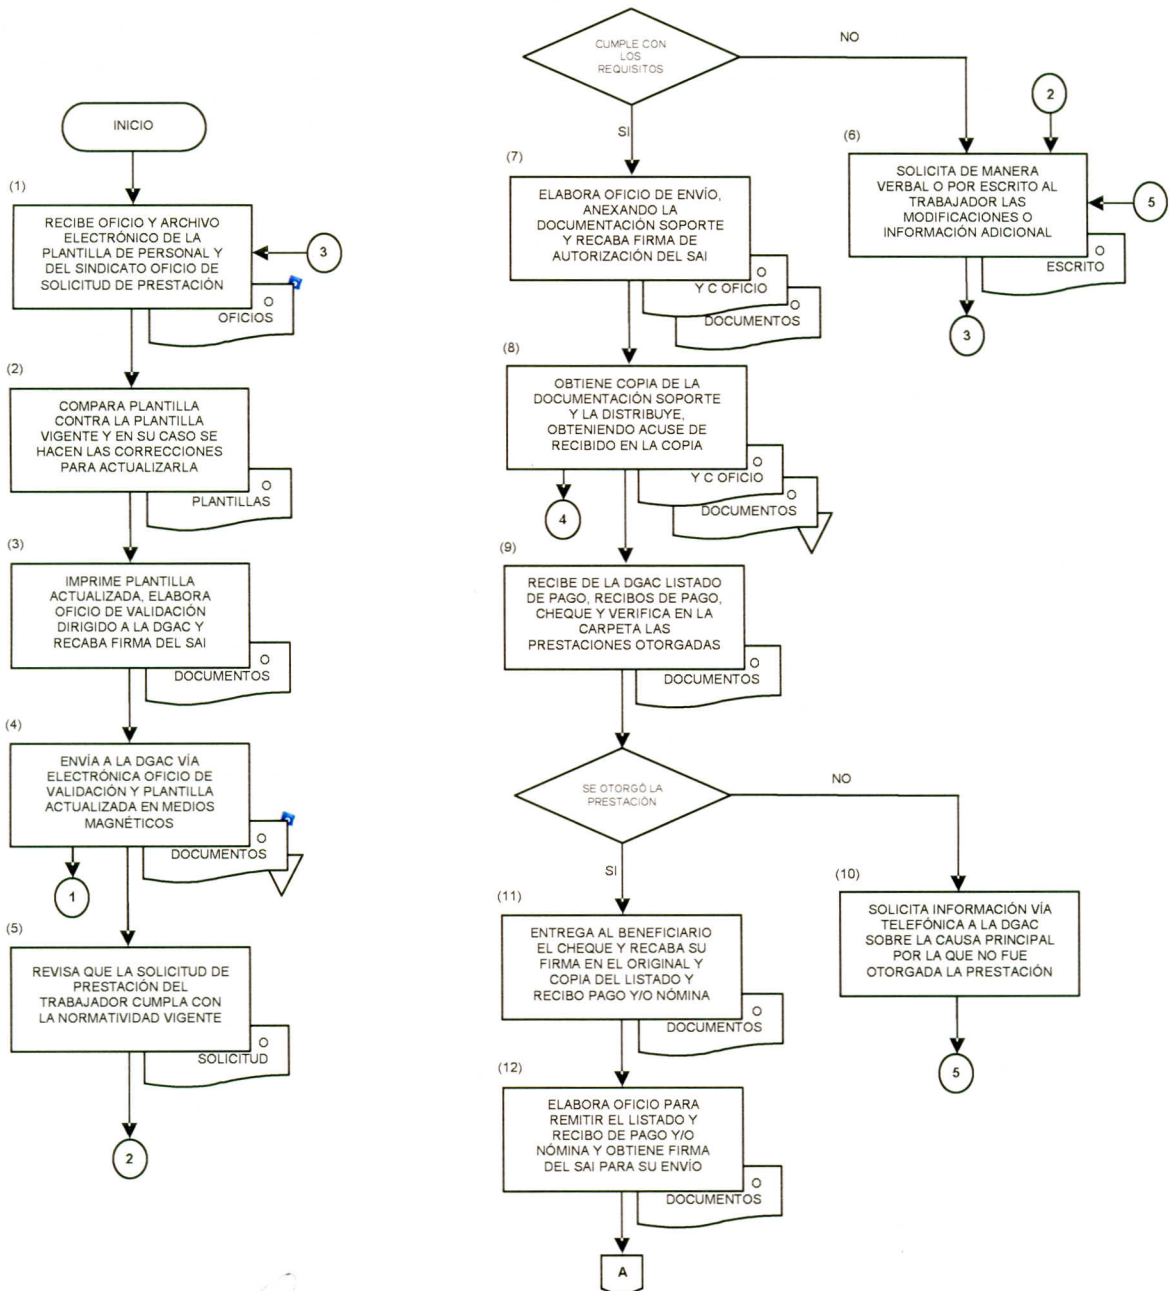 INICIO
(1)
RECIBE OFICIO Y ARCHIVO
ELECTRÓNICO DE LA
PLANTILLA DE PERSONAL Y
DEL SINDICATO OFICIO DE
SOLICITUD DE PRESTACIÓN
3
O
OFICIOS
(2)
COMPARA PLANTILLA
CONTRA LA PLANTILLA
VIGENTE Y EN SU CASO SE
HACEN LAS CORRECCIONES
PARA ACTUALIZARLA
O
PLANTILLAS
(3)
IMPRIME PLANTILLA
ACTUALIZADA, ELABORA
OFICIO DE VALIDACIÓN
DIRIGIDO A LA DGAC Y
RECABA FIRMA DEL SAI
O
DOCUMENTOS
(4)
ENVÍA A LA DGAC VÍA
ELECTRÓNICA OFICIO DE
VALIDACIÓN Y PLANTILLA
ACTUALIZADA EN MEDIOS
MAGNÉTICOS
O
DOCUMENTOS
1
(5)
REVISA QUE LA SOLICITUD DE
PRESTACIÓN DEL
TRABAJADOR CUMPLA CON
LA NORMATIVIDAD VIGENTE
O
SOLICITUD
2
CUMPLE CON
LOS
REQUISITOS
NO
SI
2
(6)
SOLICITA DE MANERA
VERBAL O POR ESCRITO AL
TRABAJADOR LAS
MODIFICACIONES O
INFORMACIÓN ADICIONAL
5
O
ESCRITO
3
(7)
ELABORA OFICIO DE ENVÍO,
ANEXANDO LA
DOCUMENTACIÓN SOPORTE
Y RECABA FIRMA DE
AUTORIZACIÓN DEL SAI
O
Y C OFICIO
O
DOCUMENTOS
(8)
OBTIENE COPIA DE LA
DOCUMENTACIÓN SOPORTE
Y LA DISTRIBUYE,
OBTENIENDO ACUSE DE
RECIBIDO EN LA COPIA
O
Y C OFICIO
O
DOCUMENTOS
4
(9)
RECIBE DE LA DGAC LISTADO
DE PAGO, RECIBOS DE PAGO,
CHEQUE Y VERIFICA EN LA
CARPETA LAS
PRESTACIONES OTORGADAS
O
DOCUMENTOS
SE OTORGÓ LA
PRESTACIÓN
NO
SI
(10)
SOLICITA INFORMACIÓN VÍA
TELEFÓNICA A LA DGAC
SOBRE LA CAUSA PRINCIPAL
POR LA QUE NO FUE
OTORGADA LA PRESTACIÓN
5
(11)
ENTREGA AL BENEFICIARIO
EL CHEQUE Y RECABA SU
FIRMA EN EL ORIGINAL Y
COPIA DEL LISTADO Y
RECIBO PAGO Y/O NÓMINA
O
DOCUMENTOS
(12)
ELABORA OFICIO PARA
REMITIR EL LISTADO Y
RECIBO DE PAGO Y/O
NÓMINA Y OBTIENE FIRMA
DEL SAI PARA SU ENVÍO
O
DOCUMENTOS
A